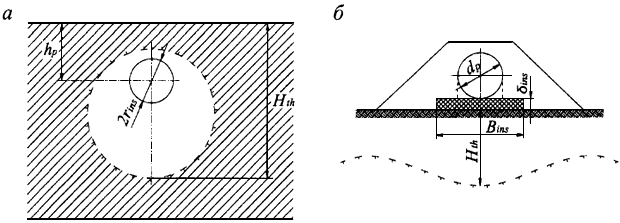 а
h_p
2r_ins
H_th
б
d_p
δ_ins
B_ins
H_th